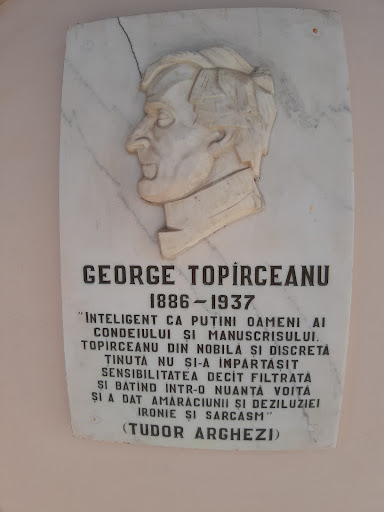 GEORGE TOPÎRCEANU
1886-1937
"INTELIGENT CA PUȚINI OAMENI AI
CONDEIULUI ȘI MANUSCRISULUI.
TOPÎRCEANU DIN NOBILĂ ȘI DISCRETĂ
ȚINUTĂ NU ȘI-A ÎMPĂRTĂȘIT
SENSIBILITATEA DECÎT FILTRATĂ
ȘI BĂTÎND ÎNTR-O NUANȚĂ VOITĂ
ȘI A DAT AMĂRĂCIUNII ȘI DEZILUZIEI
IRONIE ȘI SARCASM"
(TUDOR ARGHEZI)